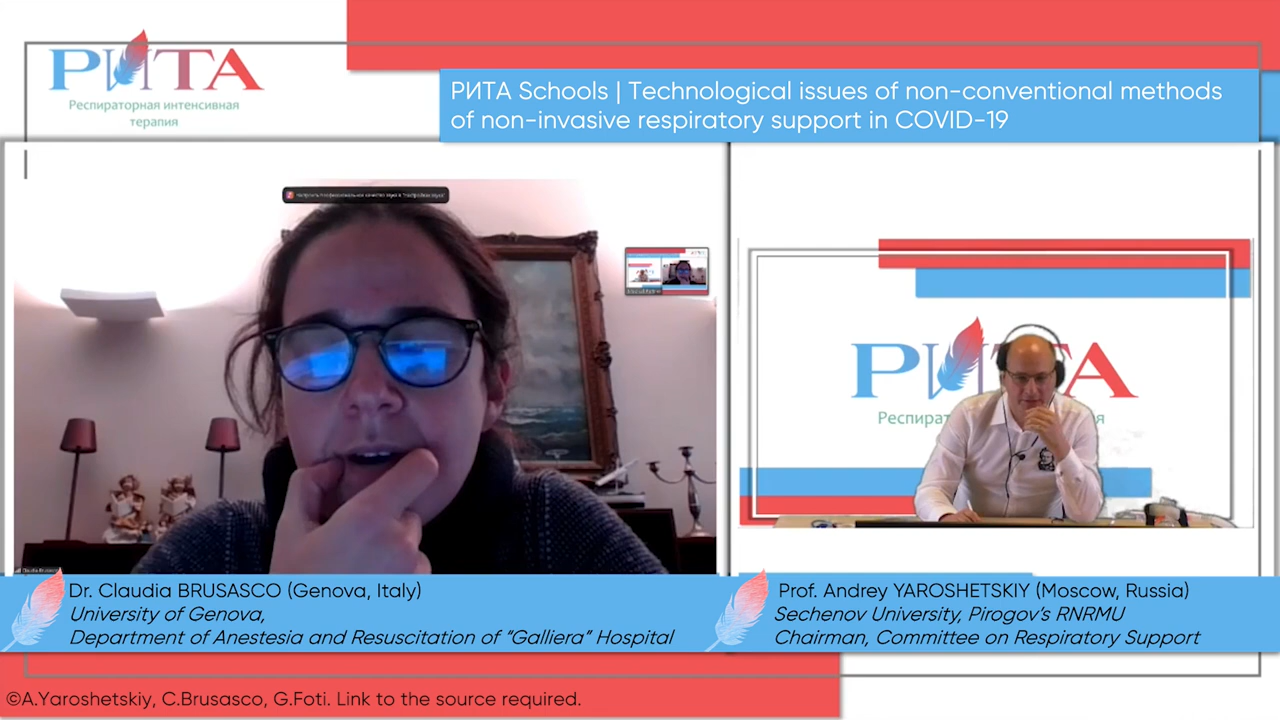 РИТА
Респираторная интенсивная
терапия
РИТА Schools | Technological issues of non-conventional methods
of non-invasive respiratory support in COVID-19
РИТА
Dr. Claudia BRUSASCO (Genova, Italy)
University of Genova,
Department of Anestesia and Resuscitation of “Galliera” Hospital
Prof. Andrey YAROSHETSKIY (Moscow, Russia)
Sechenov University, Pirogov’s RNRMU
Chairman, Committee on Respiratory Support
©A.Yaroshetskiy, C.Brusasco, G.Foti. Link to the source required.